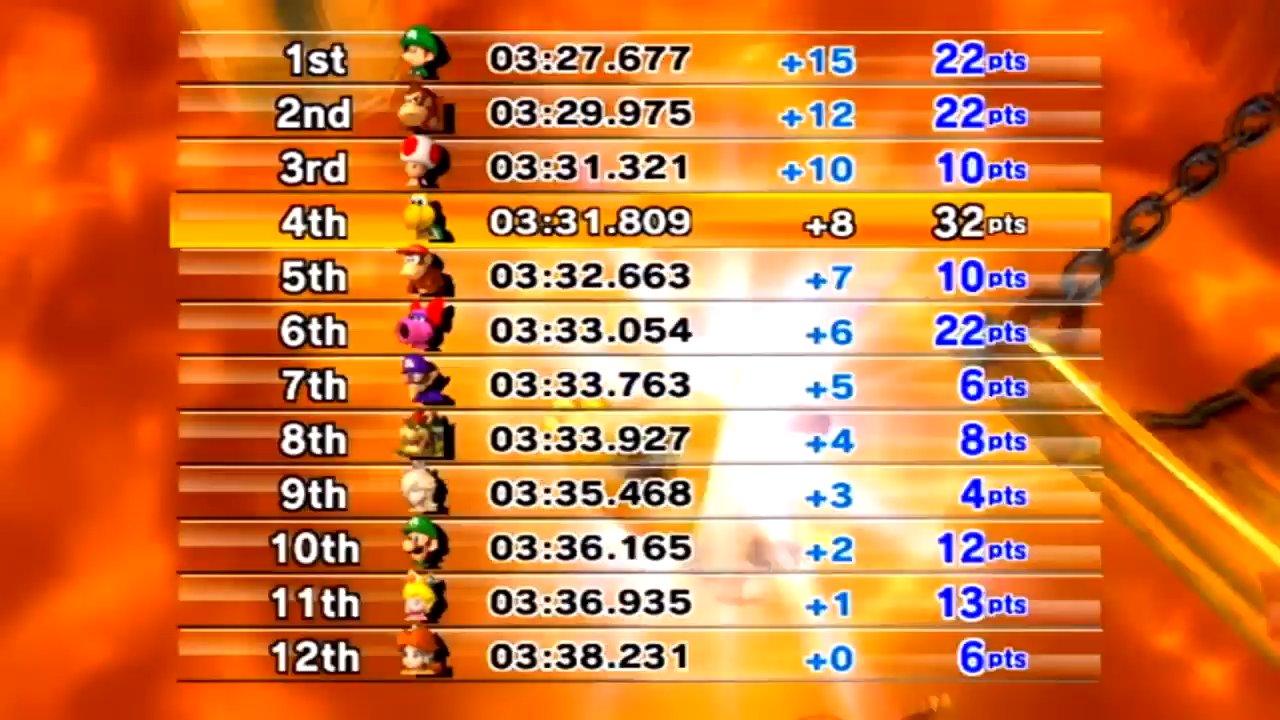 1st 03:27.677 +15 22pts
2nd 03:29.975 +12 22pts
3rd 03:31.321 +10 10pts
4th 03:31.809 +8 32pts
5th 03:32.663 +7 10pts
6th 03:33.054 +6 22pts
7th 03:33.763 +5 6pts
8th 03:33.927 +4 8pts
9th 03:35.468 +3 4pts
10th 03:36.165 +2 12pts
11th 03:36.935 +1 13pts
12th 03:38.231 +0 6pts